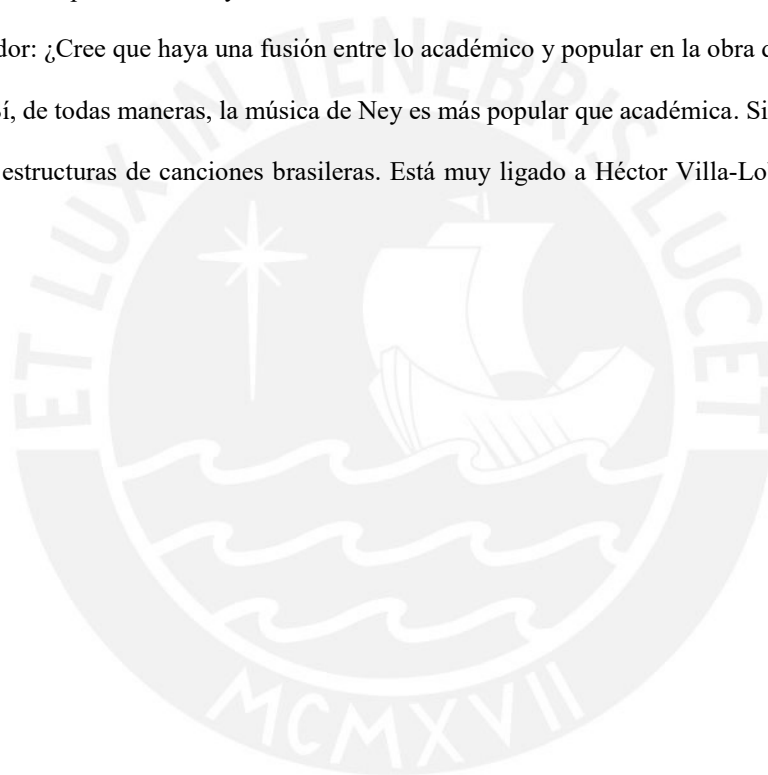 dor: ¿Cree que haya una fusión entre lo académico y popular en la obra
í, de todas maneras, la música de Ney es más popular que académica. Si
estructuras de canciones brasileras. Está muy ligado a Héctor Villa-Lo
ET LUX IN TENEBRIS LUCET
MCMXVII